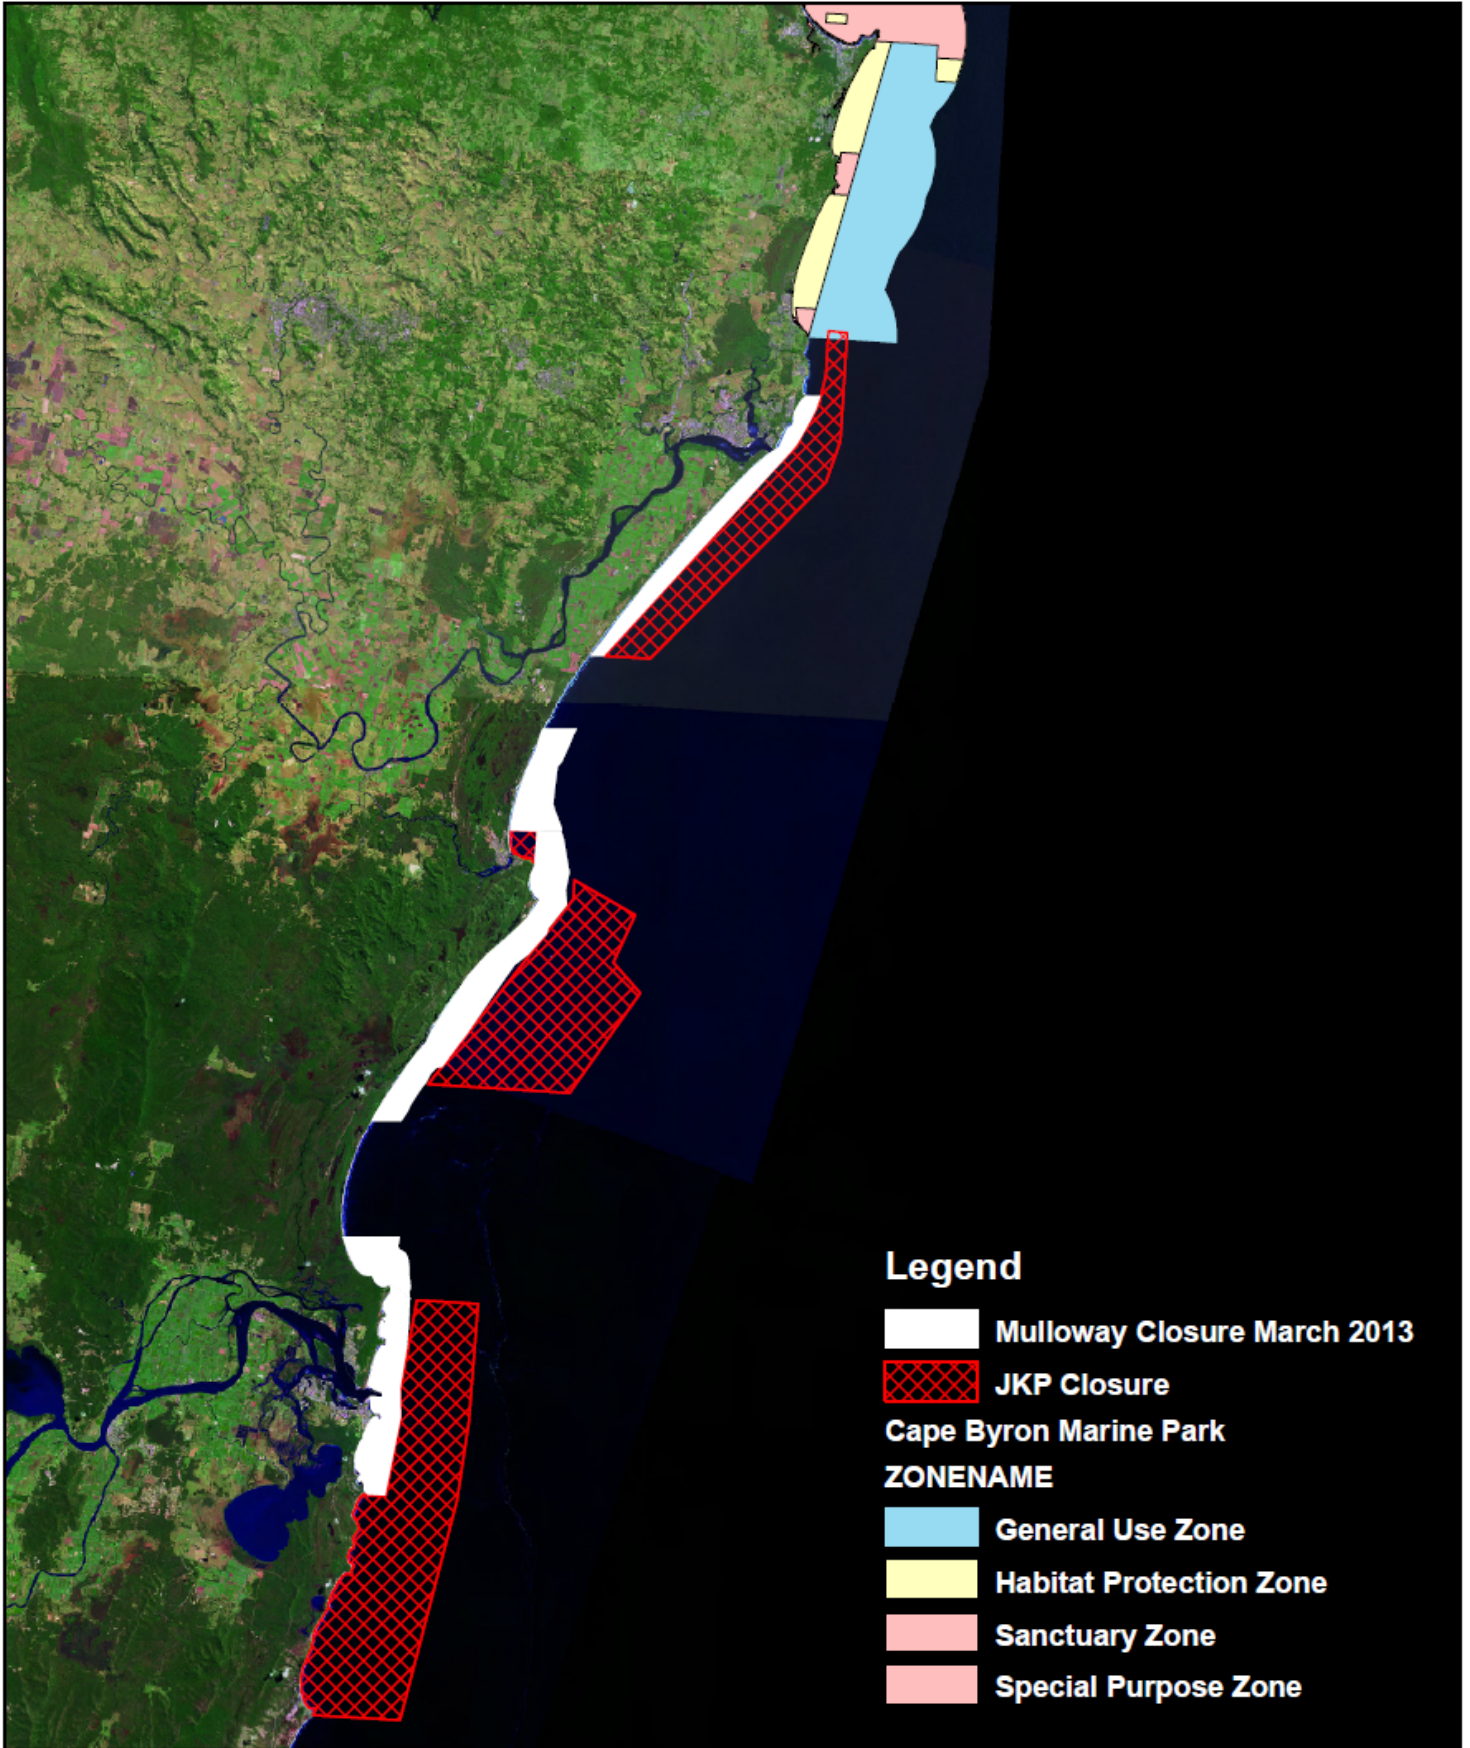 Legend
Mulloway Closure March 2013
JKP Closure
Cape Byron Marine Park
ZONENAME
General Use Zone
Habitat Protection Zone
Sanctuary Zone
Special Purpose Zone